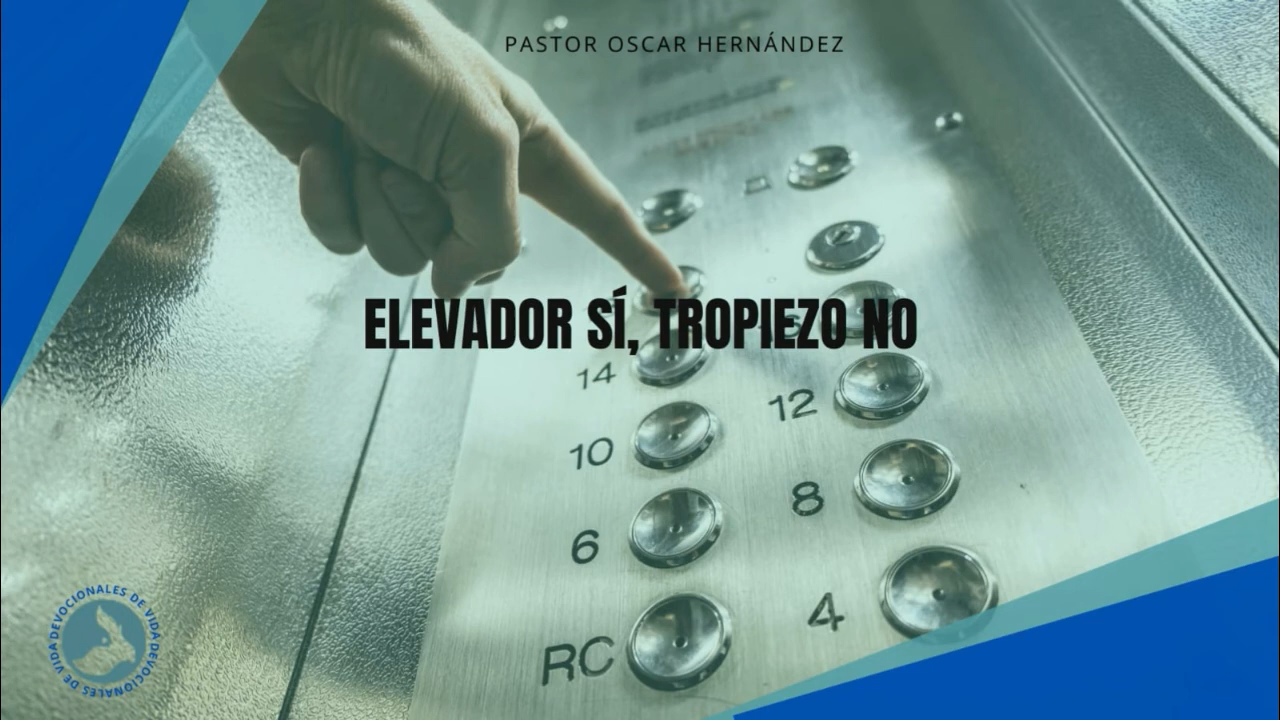 PASTOR OSCAR HERNÁNDEZ
ELEVADOR SÍ, TROPIEZO NO
14
12
10
8
6
4
RC
DEVOCIONALES DE VIDA DEVOCIONALES DE VIDA